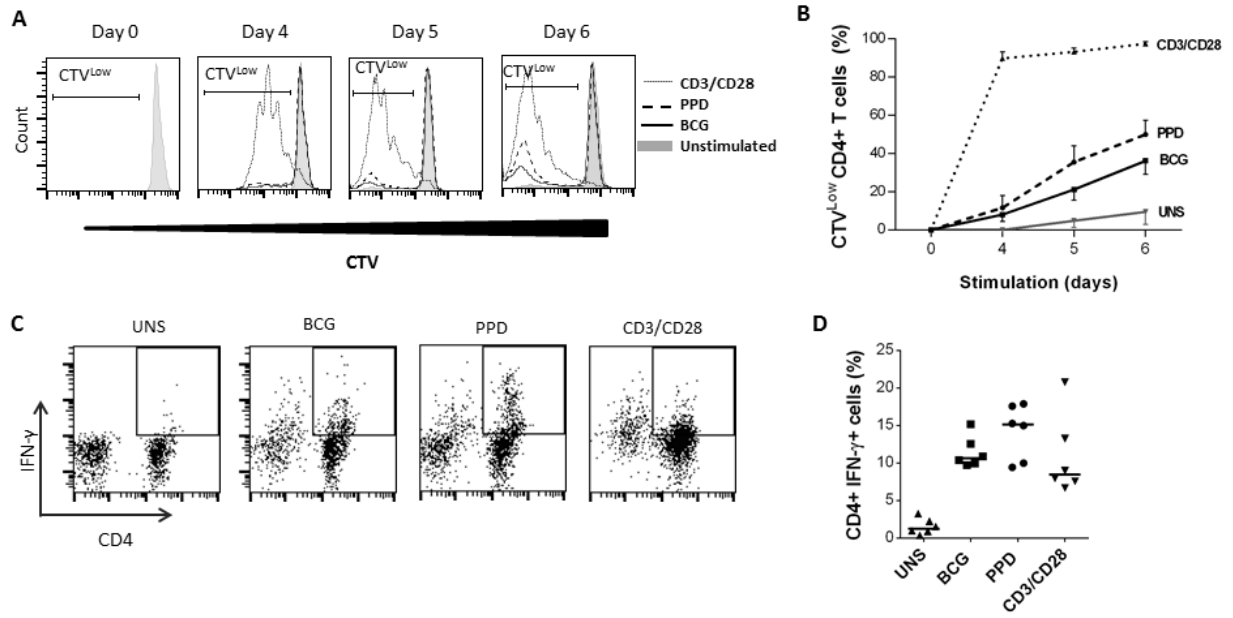 A
Day 0
Day 4
Day 5
Day 6
CTVLow
CTVLow
CTVLow
CTVLow
Count
CD3/CD28
PPD
BCG
Unstimulated
CTV
B
CTVLow CD4+ T cells (%)
100
80
60
40
20
0
0
4
5
6
Stimulation (days)
CD3/CD28
PPD
BCG
UNS
C
UNS
BCG
PPD
CD3/CD28
IFN-γ
CD4
D
CD4+ IFN-γ+ cells (%)
25
20
15
10
5
0
UNS
BCG
PPD
CD3/CD28